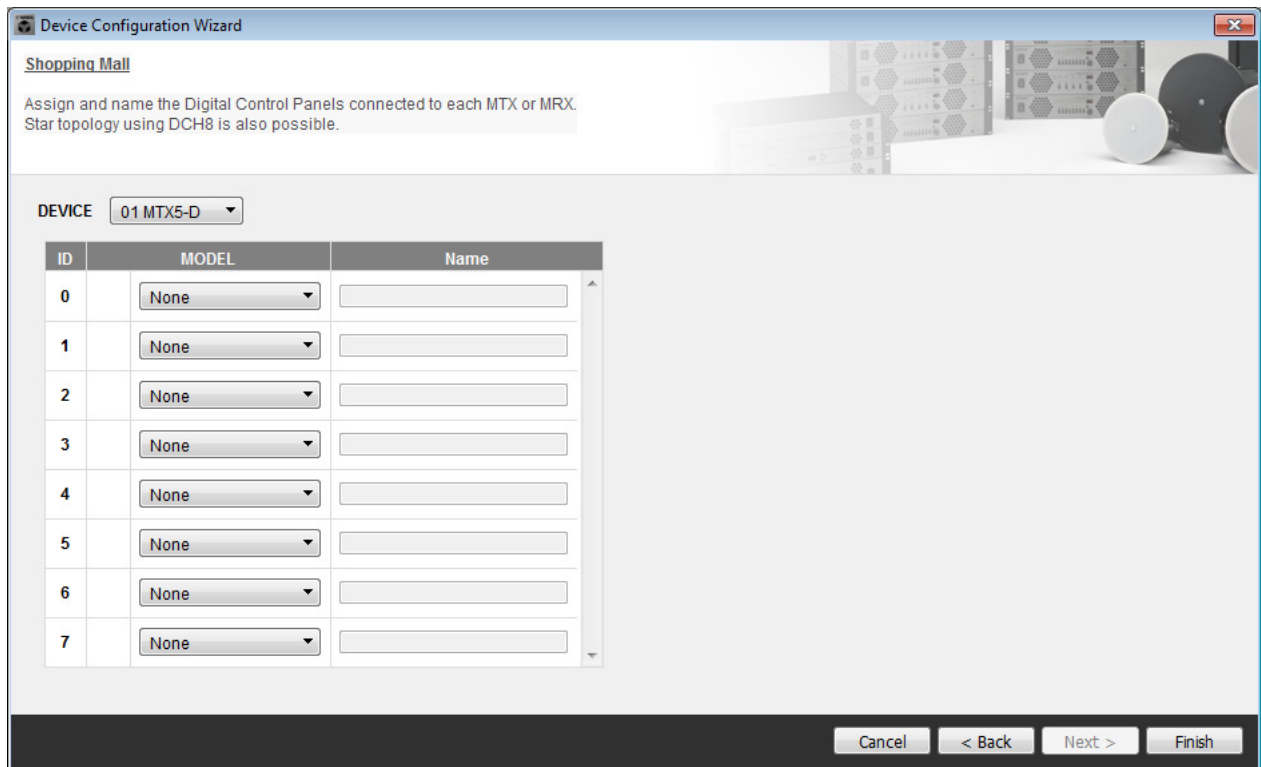 Device Configuration Wizard
Shopping Mall
Assign and name the Digital Control Panels connected to each MTX or MRX.
Star topology using DCH8 is also possible.
DEVICE 01 MTX5-D
ID MODEL Name
0 None
1 None
2 None
3 None
4 None
5 None
6 None
7 None
Cancel < Back Next > Finish